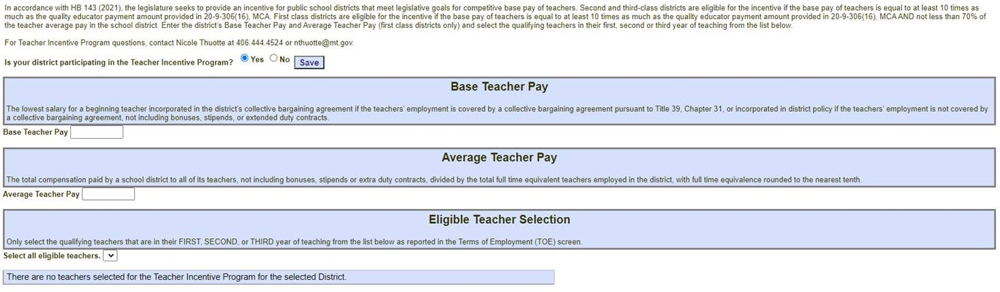 In accordance with HB 143 (2021), the legislature seeks to provide an incentive for public school districts that meet legislative goals for competitive base pay of teachers. Second and third-class districts are eligible for the incentive if the base pay of teachers is equal to at least 10 times as
much as the quality educator payment amount provided in 20-9-306(16), MCA. First class districts are eligible for the incentive if the base pay of teachers is equal to at least 10 times as much as the quality educator payment amount provided in 20-9-306(16), MCA AND not less than 70% of
the teacher average pay in the school district. Enter the district's Base Teacher Pay and Average Teacher Pay (first class districts only) and select the qualifying teachers in their first, second or third year of teaching from the list below.
For Teacher Incentive Program questions, contact Nicole Thuotte at 406.444.4524 or nthuotte@mt.gov.
Is your district participating in the Teacher Incentive Program? Yes No Save
Base Teacher Pay
The lowest salary for a beginning teacher incorporated in the district's collective bargaining agreement if the teachers' employment is covered by a collective bargaining agreement pursuant to Title 39, Chapter 31, or incorporated in district policy if the teachers' employment is not covered by
a collective bargaining agreement, not including bonuses, stipends, or extended duty contracts.
Base Teacher Pay
Average Teacher Pay
The total compensation paid by a school district to all of its teachers, not including bonuses, stipends or extra duty contracts, divided by the total full time equivalent teachers employed in the district, with full time equivalence rounded to the nearest tenth.
Average Teacher Pay
Eligible Teacher Selection
Only select the qualifying teachers that are in their FIRST, SECOND, or THIRD year of teaching from the list below as reported in the Terms of Employment (TOE) screen.
Select all eligible teachers.
There are no teachers selected for the Teacher Incentive Program for the selected District.